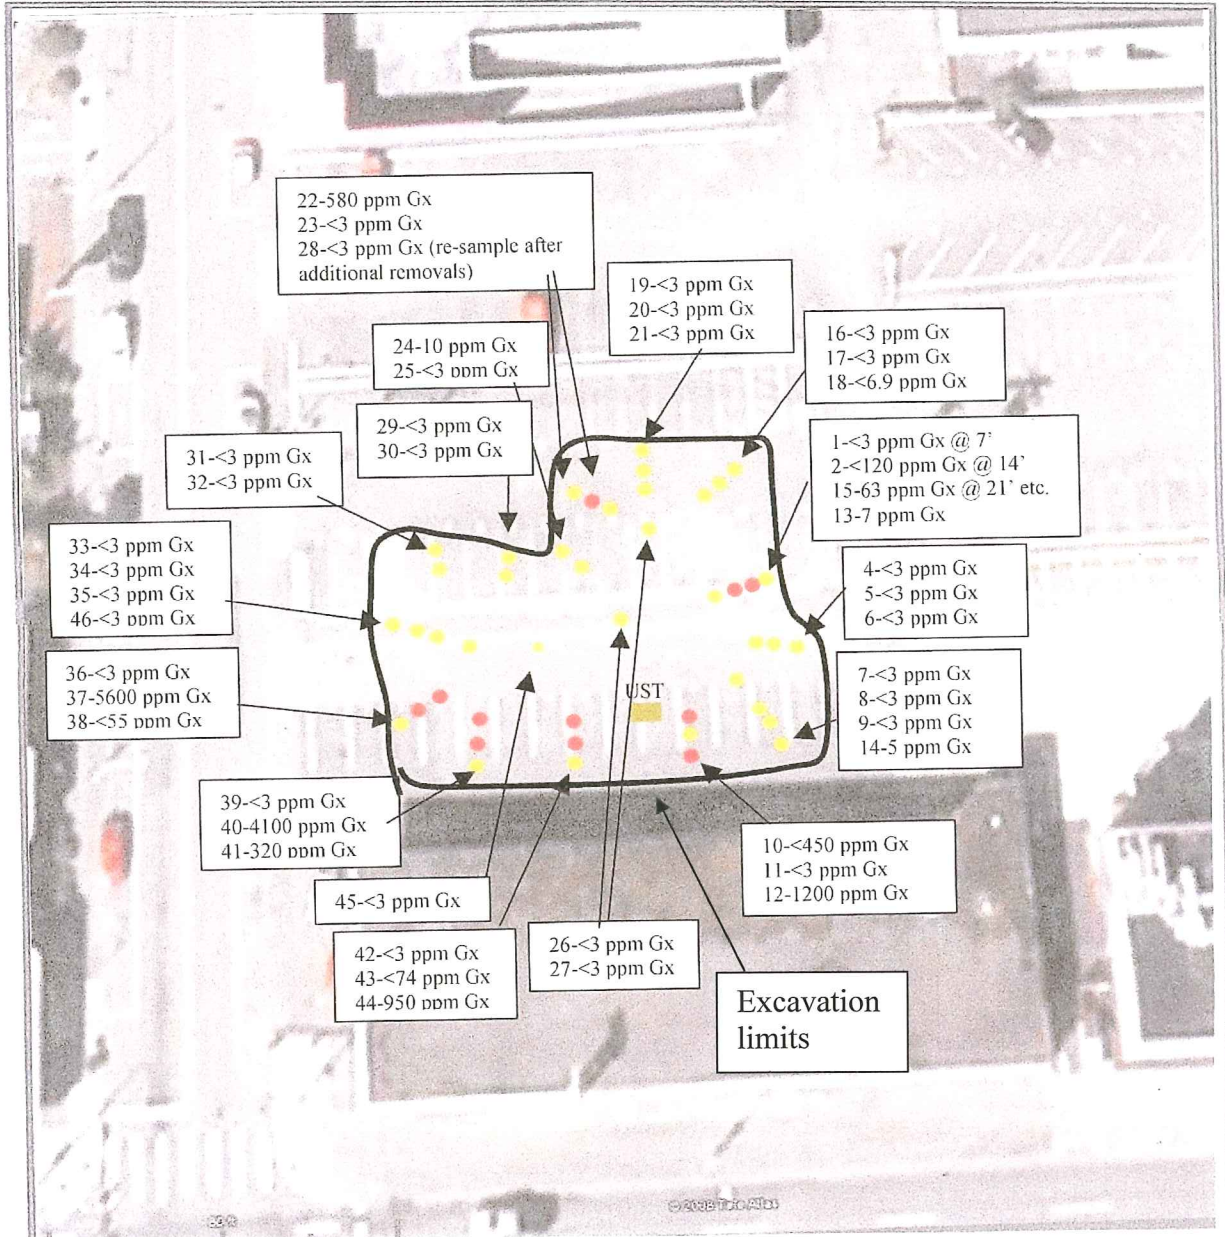 22-580 ppm Gx
23-<3 ppm Gx
28-<3 ppm Gx (re-sample after
additional removals)
19-<3 ppm Gx
20-<3 ppm Gx
21-<3 ppm Gx
24-10 ppm Gx
25-<3 ppm Gx
16-<3 ppm Gx
17-<3 ppm Gx
18-<6.9 ppm Gx
29-<3 ppm Gx
30-<3 ppm Gx
1-<3 ppm Gx @ 7'
2-<120 ppm Gx @ 14'
15-63 ppm Gx @ 21' etc.
13-7 ppm Gx
31-<3 ppm Gx
32-<3 ppm Gx
33-<3 ppm Gx
34-<3 ppm Gx
35-<3 ppm Gx
46-<3 ppm Gx
4-<3 ppm Gx
5-<3 ppm Gx
6-<3 ppm Gx
36-<3 ppm Gx
37-5600 ppm Gx
38-<55 ppm Gx
UST
7-<3 ppm Gx
8-<3 ppm Gx
9-<3 ppm Gx
14-5 ppm Gx
39-<3 ppm Gx
40-4100 ppm Gx
41-320 ppm Gx
10-<450 ppm Gx
11-<3 ppm Gx
12-1200 ppm Gx
45-<3 ppm Gx
42-<3 ppm Gx
43-<74 ppm Gx
44-950 ppm Gx
26-<3 ppm Gx
27-<3 ppm Gx
Excavation
limits
© 2008 Tele Atlas